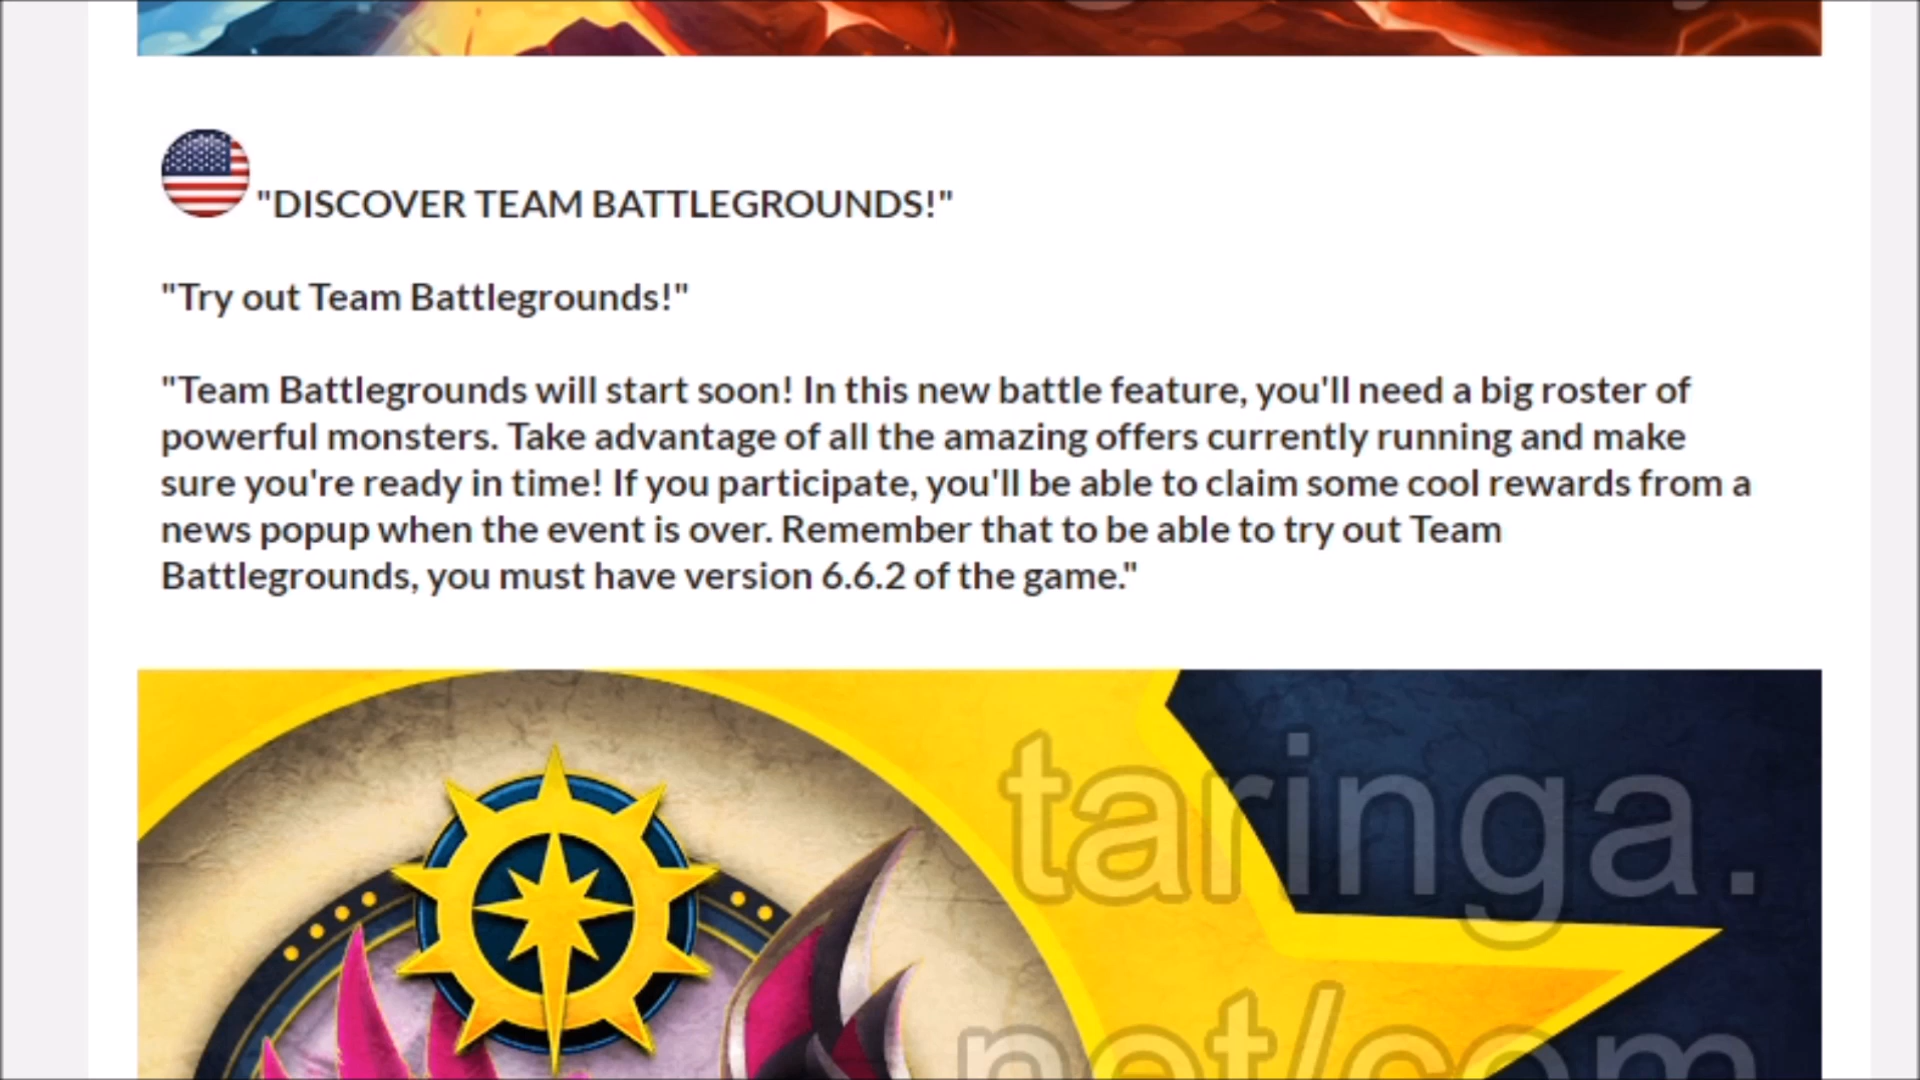 "DISCOVER TEAM BATTLEGROUNDS!"
"Try out Team Battlegrounds!"
"Team Battlegrounds will start soon! In this new battle feature, you'll need a big roster of
powerful monsters. Take advantage of all the amazing offers currently running and make
sure you're ready in time! If you participate, you'll be able to claim some cool rewards from a
news popup when the event is over. Remember that to be able to try out Team
Battlegrounds, you must have version 6.6.2 of the game."
taringa.
net/com